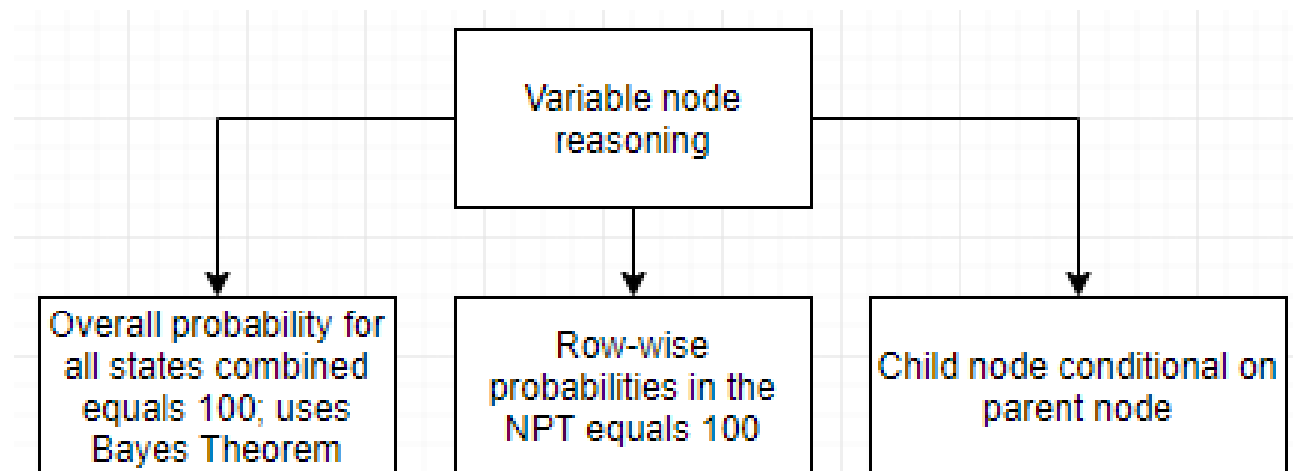 Variable node
reasoning
Overall probability for
all states combined
equals 100; uses
Bayes Theorem
Row-wise
probabilities in the
NPT equals 100
Child node conditional on
parent node